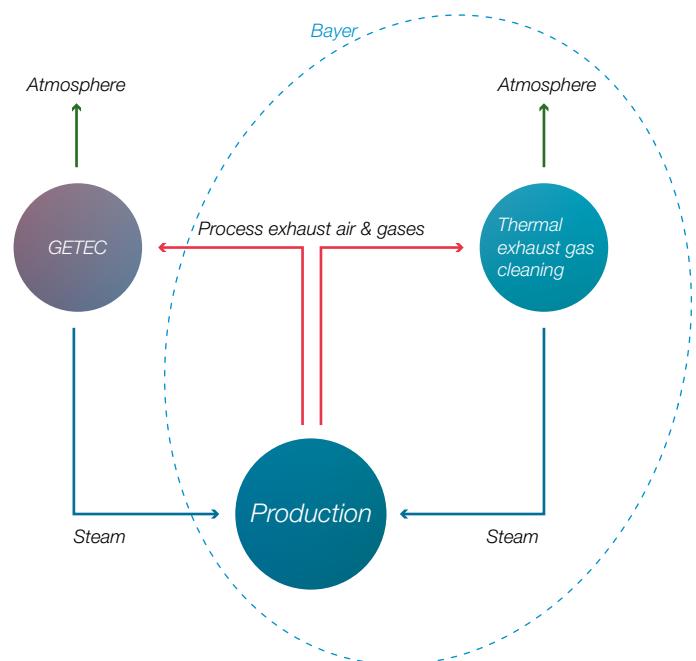 Bayer
Atmosphere
Atmosphere
Process exhaust air & gases
GETEC
Thermal
exhaust gas
cleaning
Production
Steam
Steam